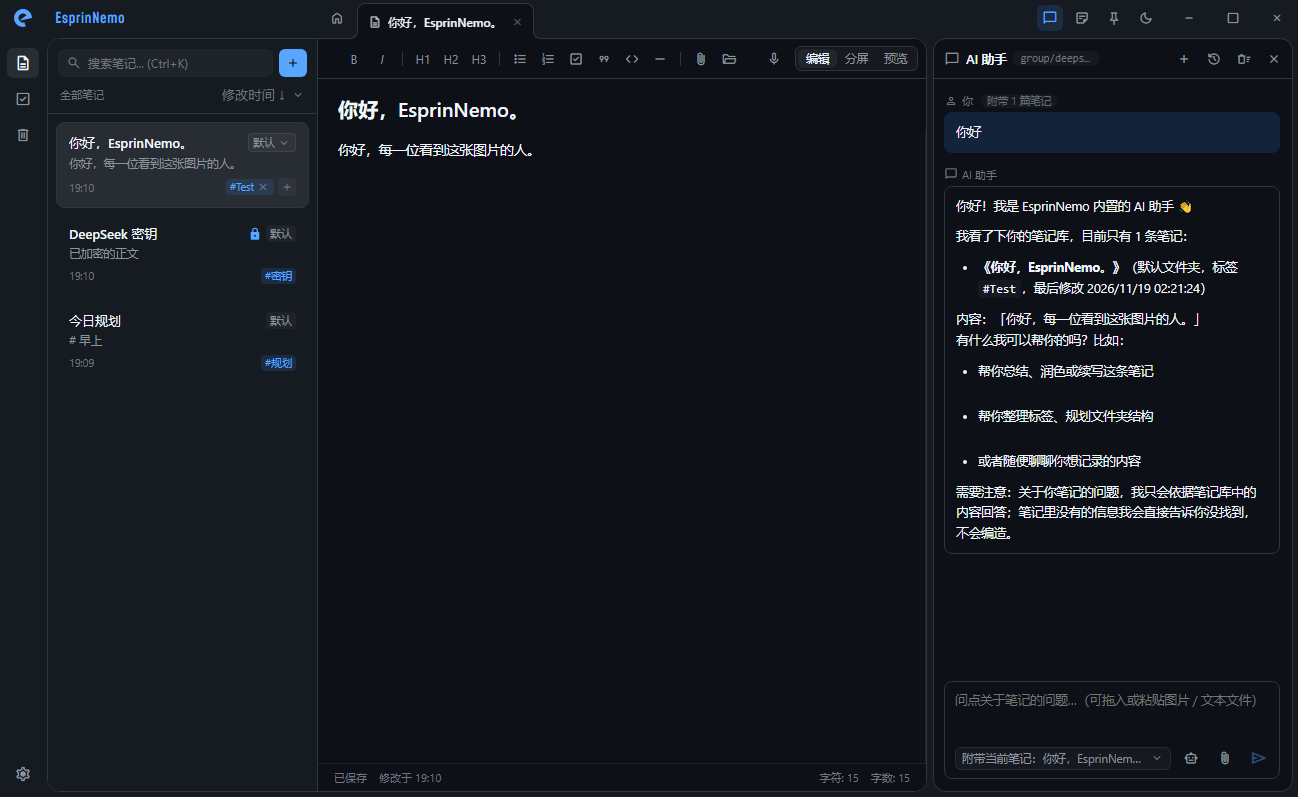 EsprinNemo
你好，EsprinNemo。
搜索笔记... (Ctrl+K)
全部笔记
修改时间 ↓
你好，EsprinNemo。
默认
你好，每一位看到这张图片的人。
19:10
#Test
DeepSeek 密钥
默认
已加密的正文
19:10
#密钥
今日规划
默认
# 早上
19:09
#规划
B I H1 H2 H3
编辑 分屏 预览
你好，EsprinNemo。
你好，每一位看到这张图片的人。
已保存 修改于 19:10
字符: 15 字数: 15
AI 助手
group/deeps...
你 附带 1 篇笔记
你好
AI 助手
你好！我是 EsprinNemo 内置的 AI 助手 👋
我看了下你的笔记库，目前只有 1 条笔记：
• 《你好，EsprinNemo。》（默认文件夹，标签
#Test ，最后修改 2026/11/19 02:21:24）
内容：「你好，每一位看到这张图片的人。」
有什么我可以帮你的吗？比如：
• 帮你总结、润色或续写这条笔记
• 帮你整理标签、规划文件夹结构
• 或者随便聊聊你想记录的内容
需要注意：关于你笔记的问题，我只会依据笔记库中的
内容回答；笔记里没有的信息我会直接告诉你没找到，
不会编造。
问点关于笔记的问题...（可拖入或粘贴图片 / 文本文件）
附带当前笔记：你好，EsprinNem...